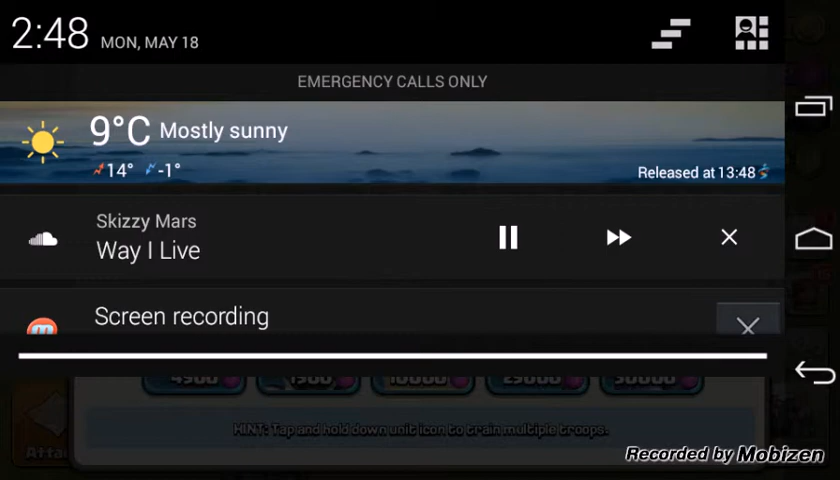 2:48 MON, MAY 18
EMERGENCY CALLS ONLY
9°C Mostly sunny
14° -1°
Released at 13:48
Skizzy Mars
Way I Live
Screen recording
4900 1900 10000 25000 30000
HINT: Tap and hold down unit icon to train multiple troops.
Attac
Recorded by Mobizen